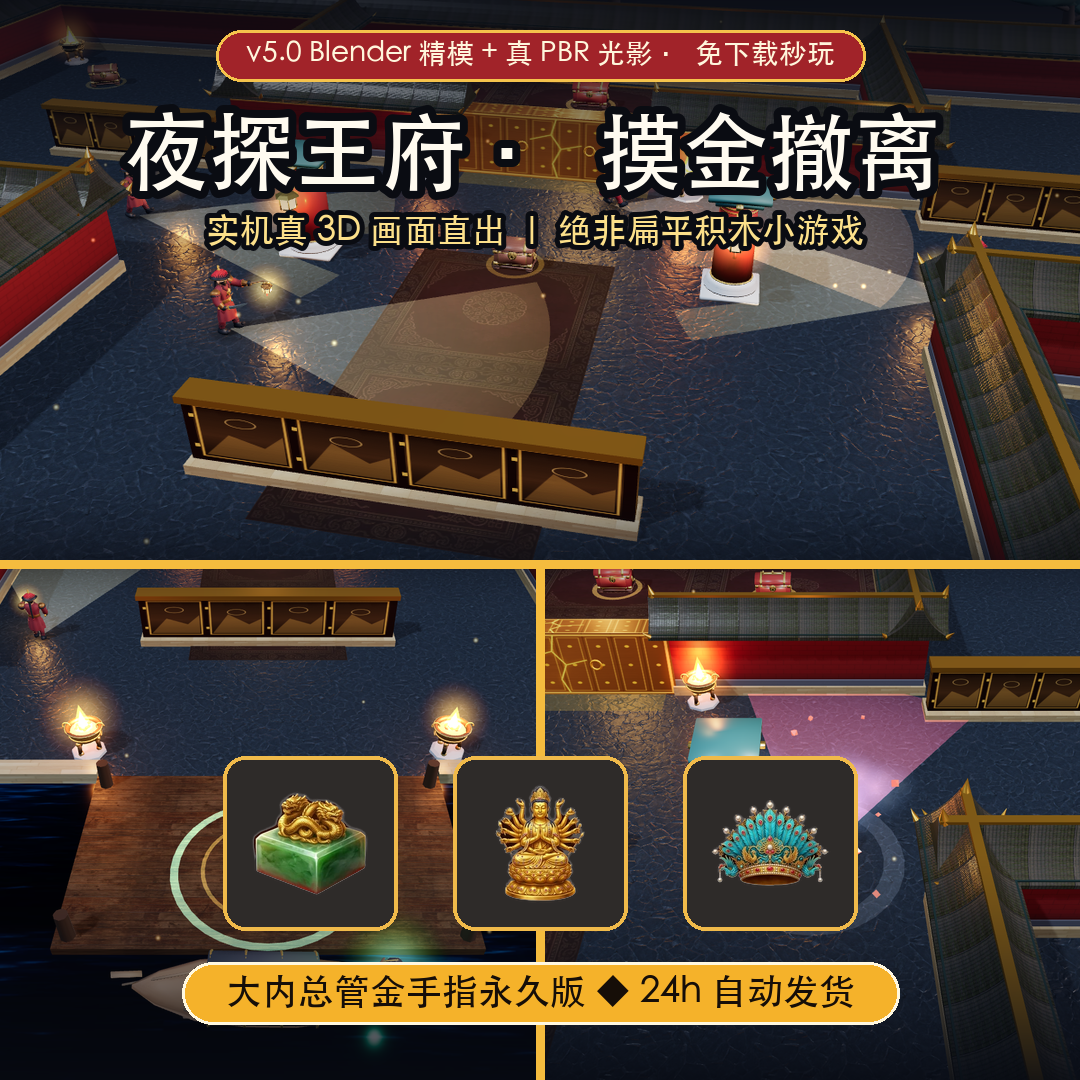 v5.0 Blender 精模 + 真 PBR 光影 · 免下载秒玩
夜探王府 · 摸金撤离
实机真 3D 画面直出 | 绝非扁平积木小游戏
大内总管金手指永久版 ◆ 24h 自动发货